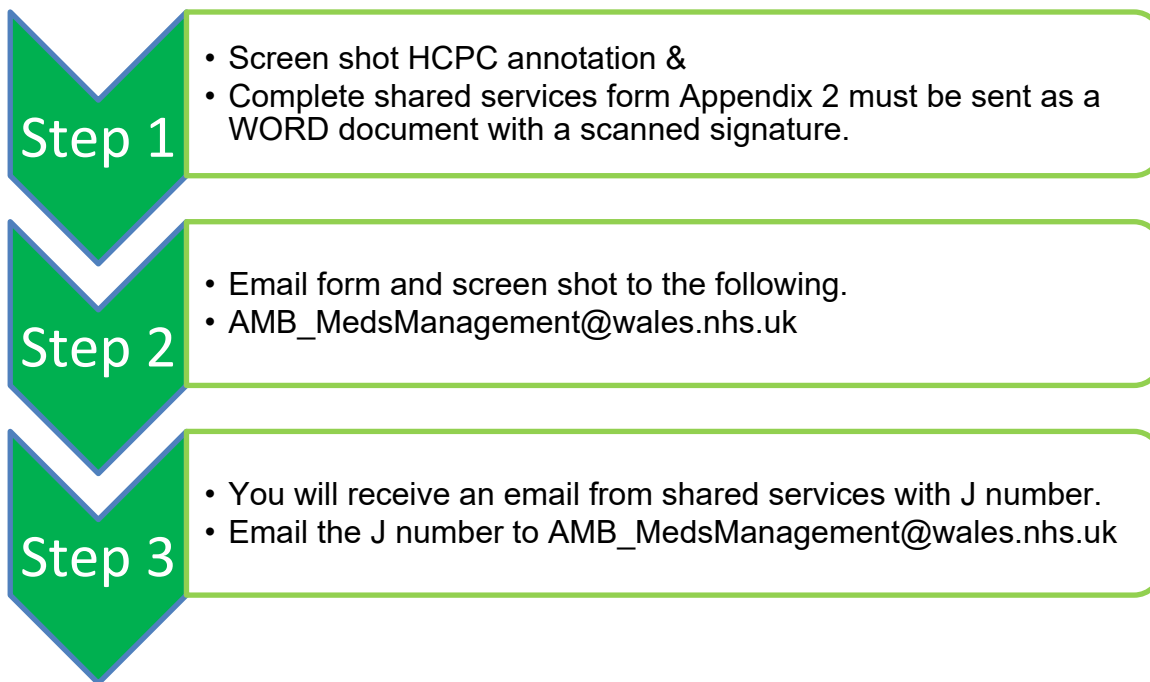 Step 1
• Screen shot HCPC annotation &
• Complete shared services form Appendix 2 must be sent as a
WORD document with a scanned signature.
Step 2
• Email form and screen shot to the following.
• AMB_MedsManagement@wales.nhs.uk
Step 3
• You will receive an email from shared services with J number.
• Email the J number to AMB_MedsManagement@wales.nhs.uk